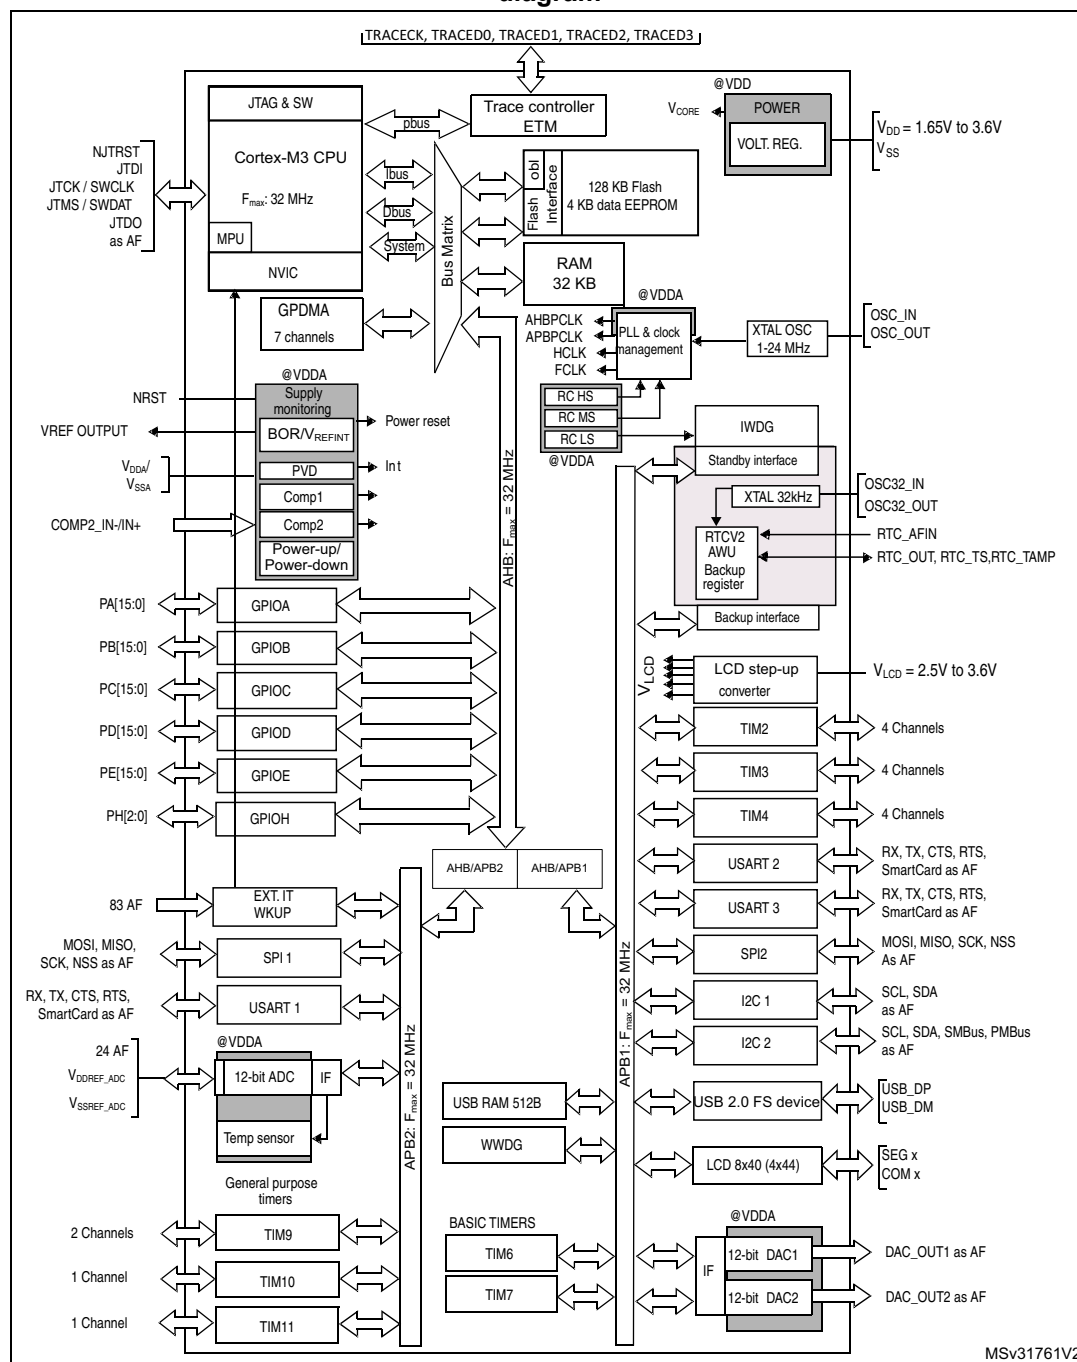 diagram
TRACECK, TRACED0, TRACED1, TRACED2, TRACED3
JTAG & SW
Cortex-M3 CPU
Fmax: 32 MHz
MPU
NVIC
pbus
Trace controller
ETM
@VDD
VCORE
POWER
VOLT. REG.
VDD = 1.65V to 3.6V
VSS
NJTRST
JTDI
JTCK / SWCLK
JTMS / SWDAT
JTDO
as AF
Ibus
Dbus
System
Bus Matrix
Flash
obl
Interface
128 KB Flash
4 KB data EEPROM
RAM
32 KB
GPDMA
7 channels
@VDDA
AHBPCLK
APBPCLK
HCLK
FCLK
PLL & clock
management
XTAL OSC
1-24 MHz
OSC_IN
OSC_OUT
RC HS
RC MS
RC LS
@VDDA
@VDDA
Supply
monitoring
NRST
VREF OUTPUT
BOR/VREFINT
Power reset
VDDA/
VSSA
PVD
Int
Comp1
COMP2_IN-/IN+
Comp2
Power-up/
Power-down
IWDG
Standby interface
XTAL 32kHz
OSC32_IN
OSC32_OUT
RTCV2
AWU
Backup
register
RTC_AFIN
RTC_OUT, RTC_TS,RTC_TAMP
Backup interface
AHB: Fmax = 32 MHz
PA[15:0]
GPIOA
PB[15:0]
GPIOB
PC[15:0]
GPIOC
PD[15:0]
GPIOD
PE[15:0]
GPIOE
PH[2:0]
GPIOH
VLCD
LCD step-up
converter
VLCD = 2.5V to 3.6V
TIM2
4 Channels
TIM3
4 Channels
TIM4
4 Channels
AHB/APB2
AHB/APB1
USART 2
RX, TX, CTS, RTS,
SmartCard as AF
USART 3
RX, TX, CTS, RTS,
SmartCard as AF
SPI2
MOSI, MISO, SCK, NSS
As AF
I2C 1
SCL, SDA
as AF
I2C 2
SCL, SDA, SMBus, PMBus
as AF
83 AF
EXT. IT
WKUP
MOSI, MISO,
SCK, NSS as AF
SPI 1
RX, TX, CTS, RTS,
SmartCard as AF
USART 1
@VDDA
24 AF
VDDREF_ADC
VSSREF_ADC
12-bit ADC
IF
Temp sensor
APB2: Fmax = 32 MHz
APB1: Fmax = 32 MHz
USB RAM 512B
USB 2.0 FS device
USB_DP
USB_DM
WWDG
LCD 8x40 (4x44)
SEG x
COM x
General purpose
timers
2 Channels
TIM9
1 Channel
TIM10
1 Channel
TIM11
BASIC TIMERS
TIM6
TIM7
@VDDA
IF
12-bit DAC1
DAC_OUT1 as AF
12-bit DAC2
DAC_OUT2 as AF
MSv31761V2